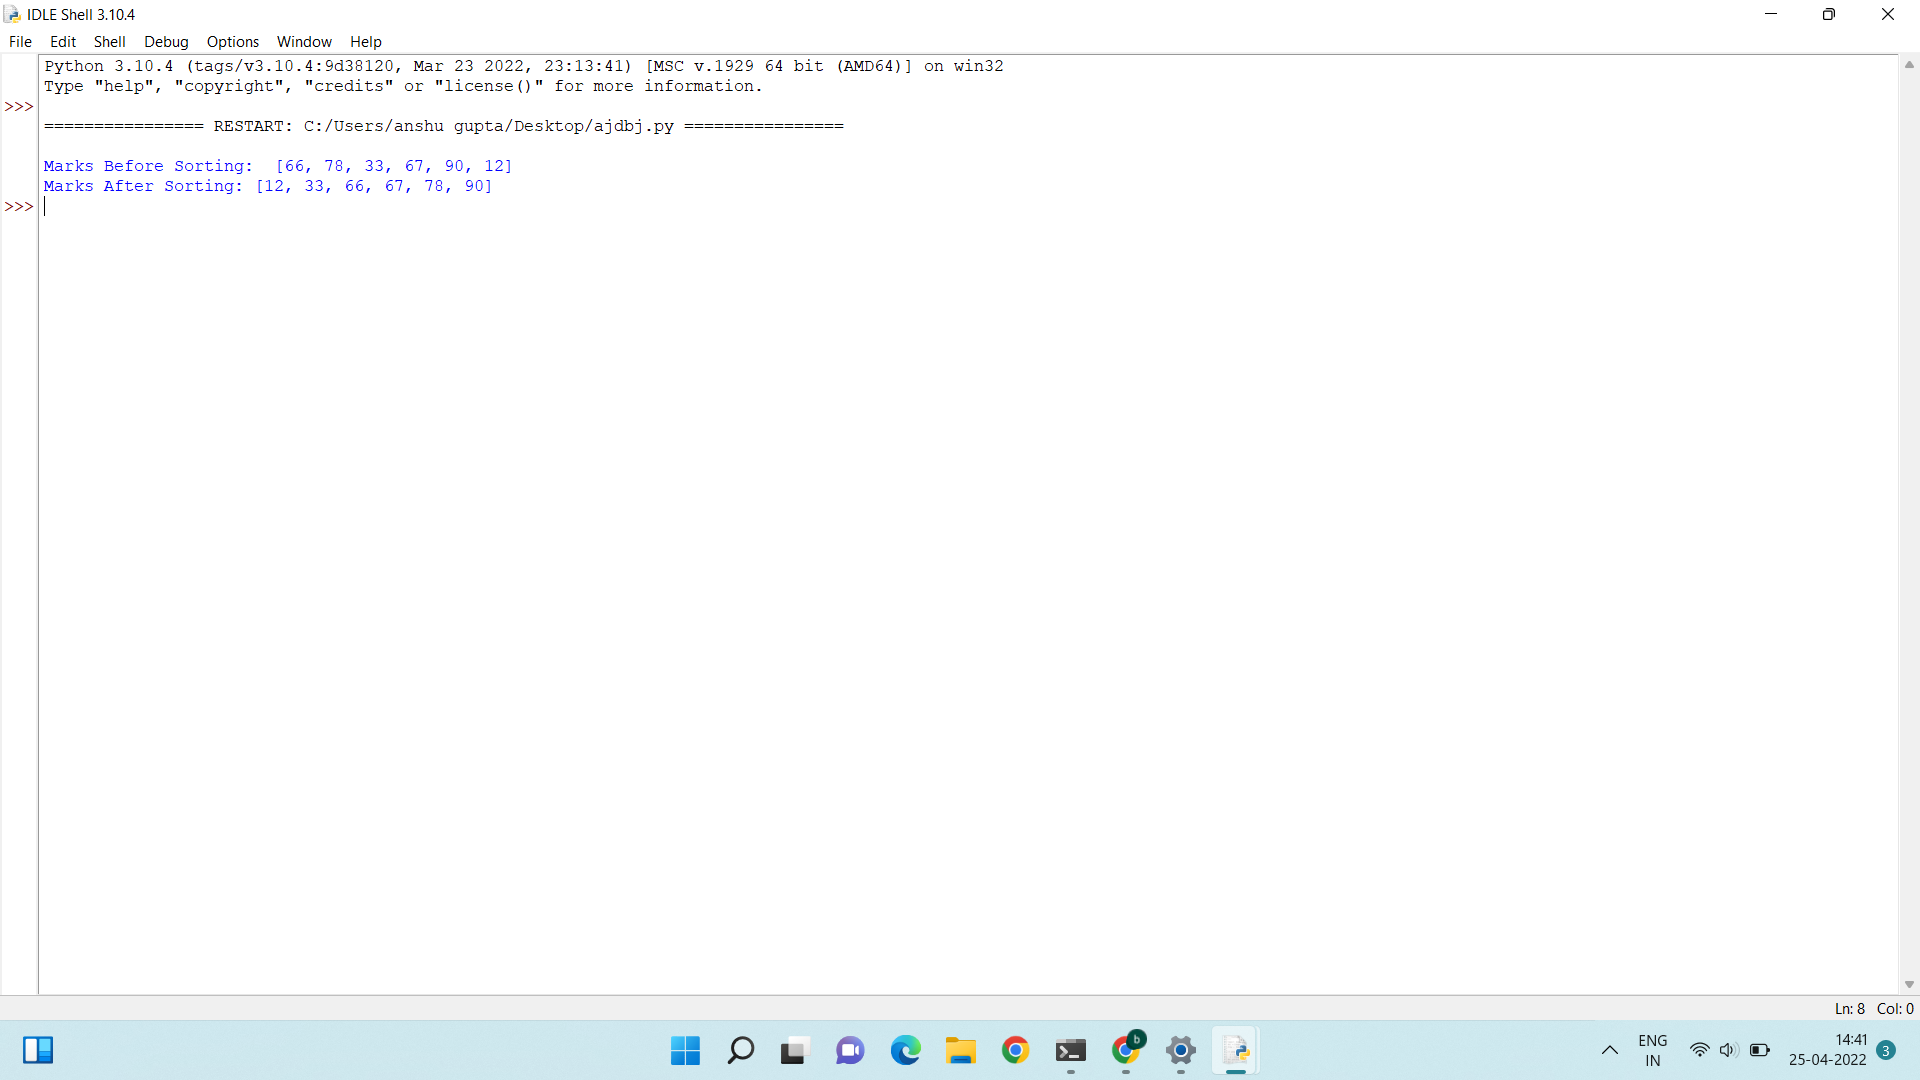 IDLE Shell 3.10.4
File Edit Shell Debug Options Window Help
Python 3.10.4 (tags/v3.10.4:9d38120, Mar 23 2022, 23:13:41) [MSC v.1929 64 bit (AMD64)] on win32
Type "help", "copyright", "credits" or "license()" for more information.
>>>
================ RESTART: C:/Users/anshu gupta/Desktop/ajdbj.py ================
Marks Before Sorting:  [66, 78, 33, 67, 90, 12]
Marks After Sorting: [12, 33, 66, 67, 78, 90]
>>>
Ln: 8 Col: 0
b
ENG
IN
14:41
25-04-2022
3